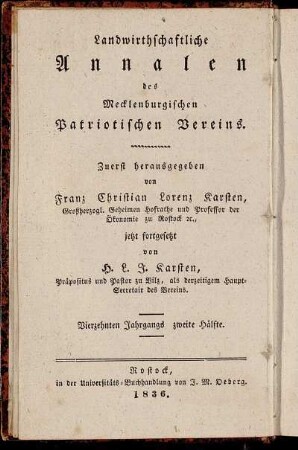 Landwirthschaftliche
Annalen
des
Mecklenburgischen
Patriotischen Vereins.
Zuerst herausgegeben
von
Franz Christian Lorenz Karsten,
Großherzogl. Geheimen Hofrathe und Professor der
Ökonomie zu Rostock ꝛc.,
jetzt fortgesetzt
von
H. L. F. Karsten,
Präpositus und Pastor zu Vilz, als derzeitigem Haupt-
Secretair des Vereins.
Vierzehnten Jahrgangs zweite Hälfte.
Rostock,
in der Universitäts-Buchhandlung von J. M. Oeberg.
1836.